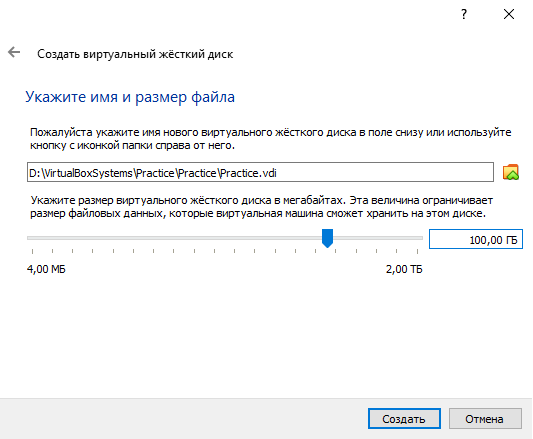 ?
Создать виртуальный жёсткий диск
Укажите имя и размер файла
Пожалуйста укажите имя нового виртуального жёсткого диска в поле снизу или используйте
кнопку с иконкой папки справа от него.
D:\VirtualBoxSystems\Practice\Practice\Practice.vdi
Укажите размер виртуального жёсткого диска в мегабайтах. Эта величина ограничивает
размер файловых данных, которые виртуальная машина сможет хранить на этом диске.
100,00 ГБ
4,00 МБ 2,00 ТБ
Создать Отмена